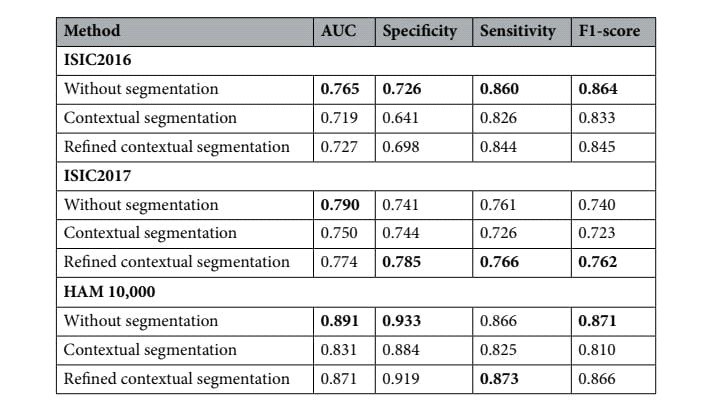 Method AUC Specificity Sensitivity F1-score
ISIC2016
Without segmentation 0.765 0.726 0.860 0.864
Contextual segmentation 0.719 0.641 0.826 0.833
Refined contextual segmentation 0.727 0.698 0.844 0.845
ISIC2017
Without segmentation 0.790 0.741 0.761 0.740
Contextual segmentation 0.750 0.744 0.726 0.723
Refined contextual segmentation 0.774 0.785 0.766 0.762
HAM 10,000
Without segmentation 0.891 0.933 0.866 0.871
Contextual segmentation 0.831 0.884 0.825 0.810
Refined contextual segmentation 0.871 0.919 0.873 0.866